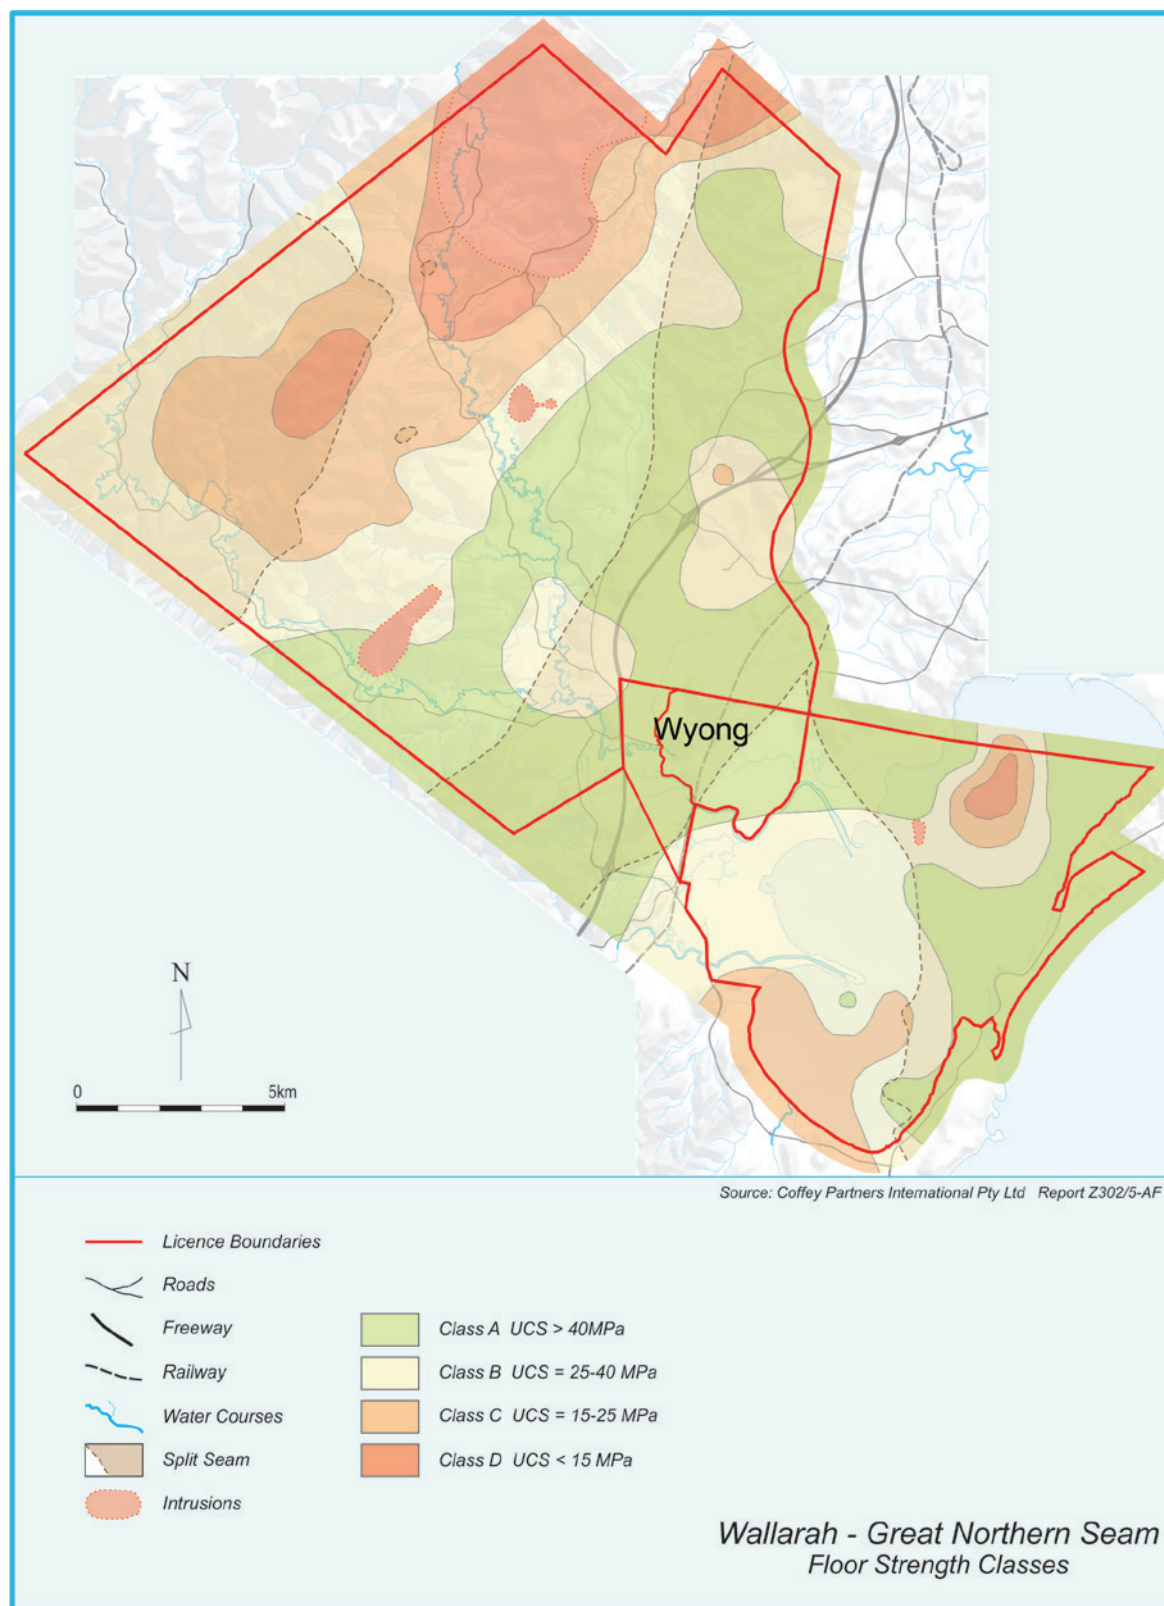 Wyong
N
0 5km
Source: Coffey Partners International Pty Ltd Report Z302/5-AF
Licence Boundaries
Roads
Freeway
Railway
Water Courses
Split Seam
Intrusions
Class A UCS > 40MPa
Class B UCS = 25-40 MPa
Class C UCS = 15-25 MPa
Class D UCS < 15 MPa
Wallarah - Great Northern Seam
Floor Strength Classes